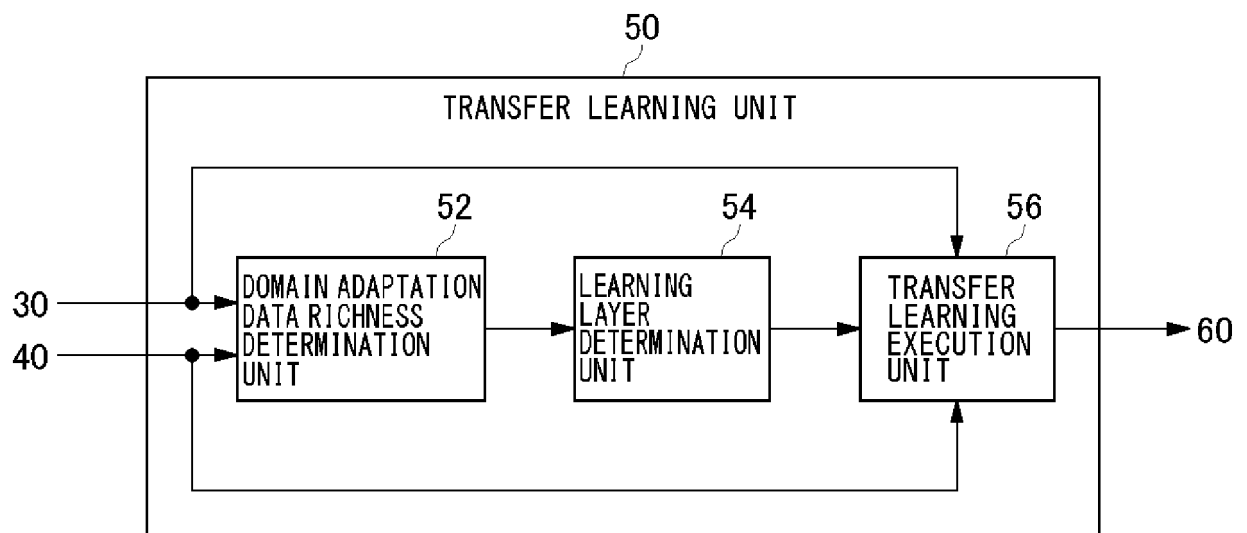 50
TRANSFER LEARNING UNIT
52
54
56
30
40
DOMAIN ADAPTATION
DATA RICHNESS
DETERMINATION
UNIT
LEARNING
LAYER
DETERMINATION
UNIT
TRANSFER
LEARNING
EXECUTION
UNIT
60